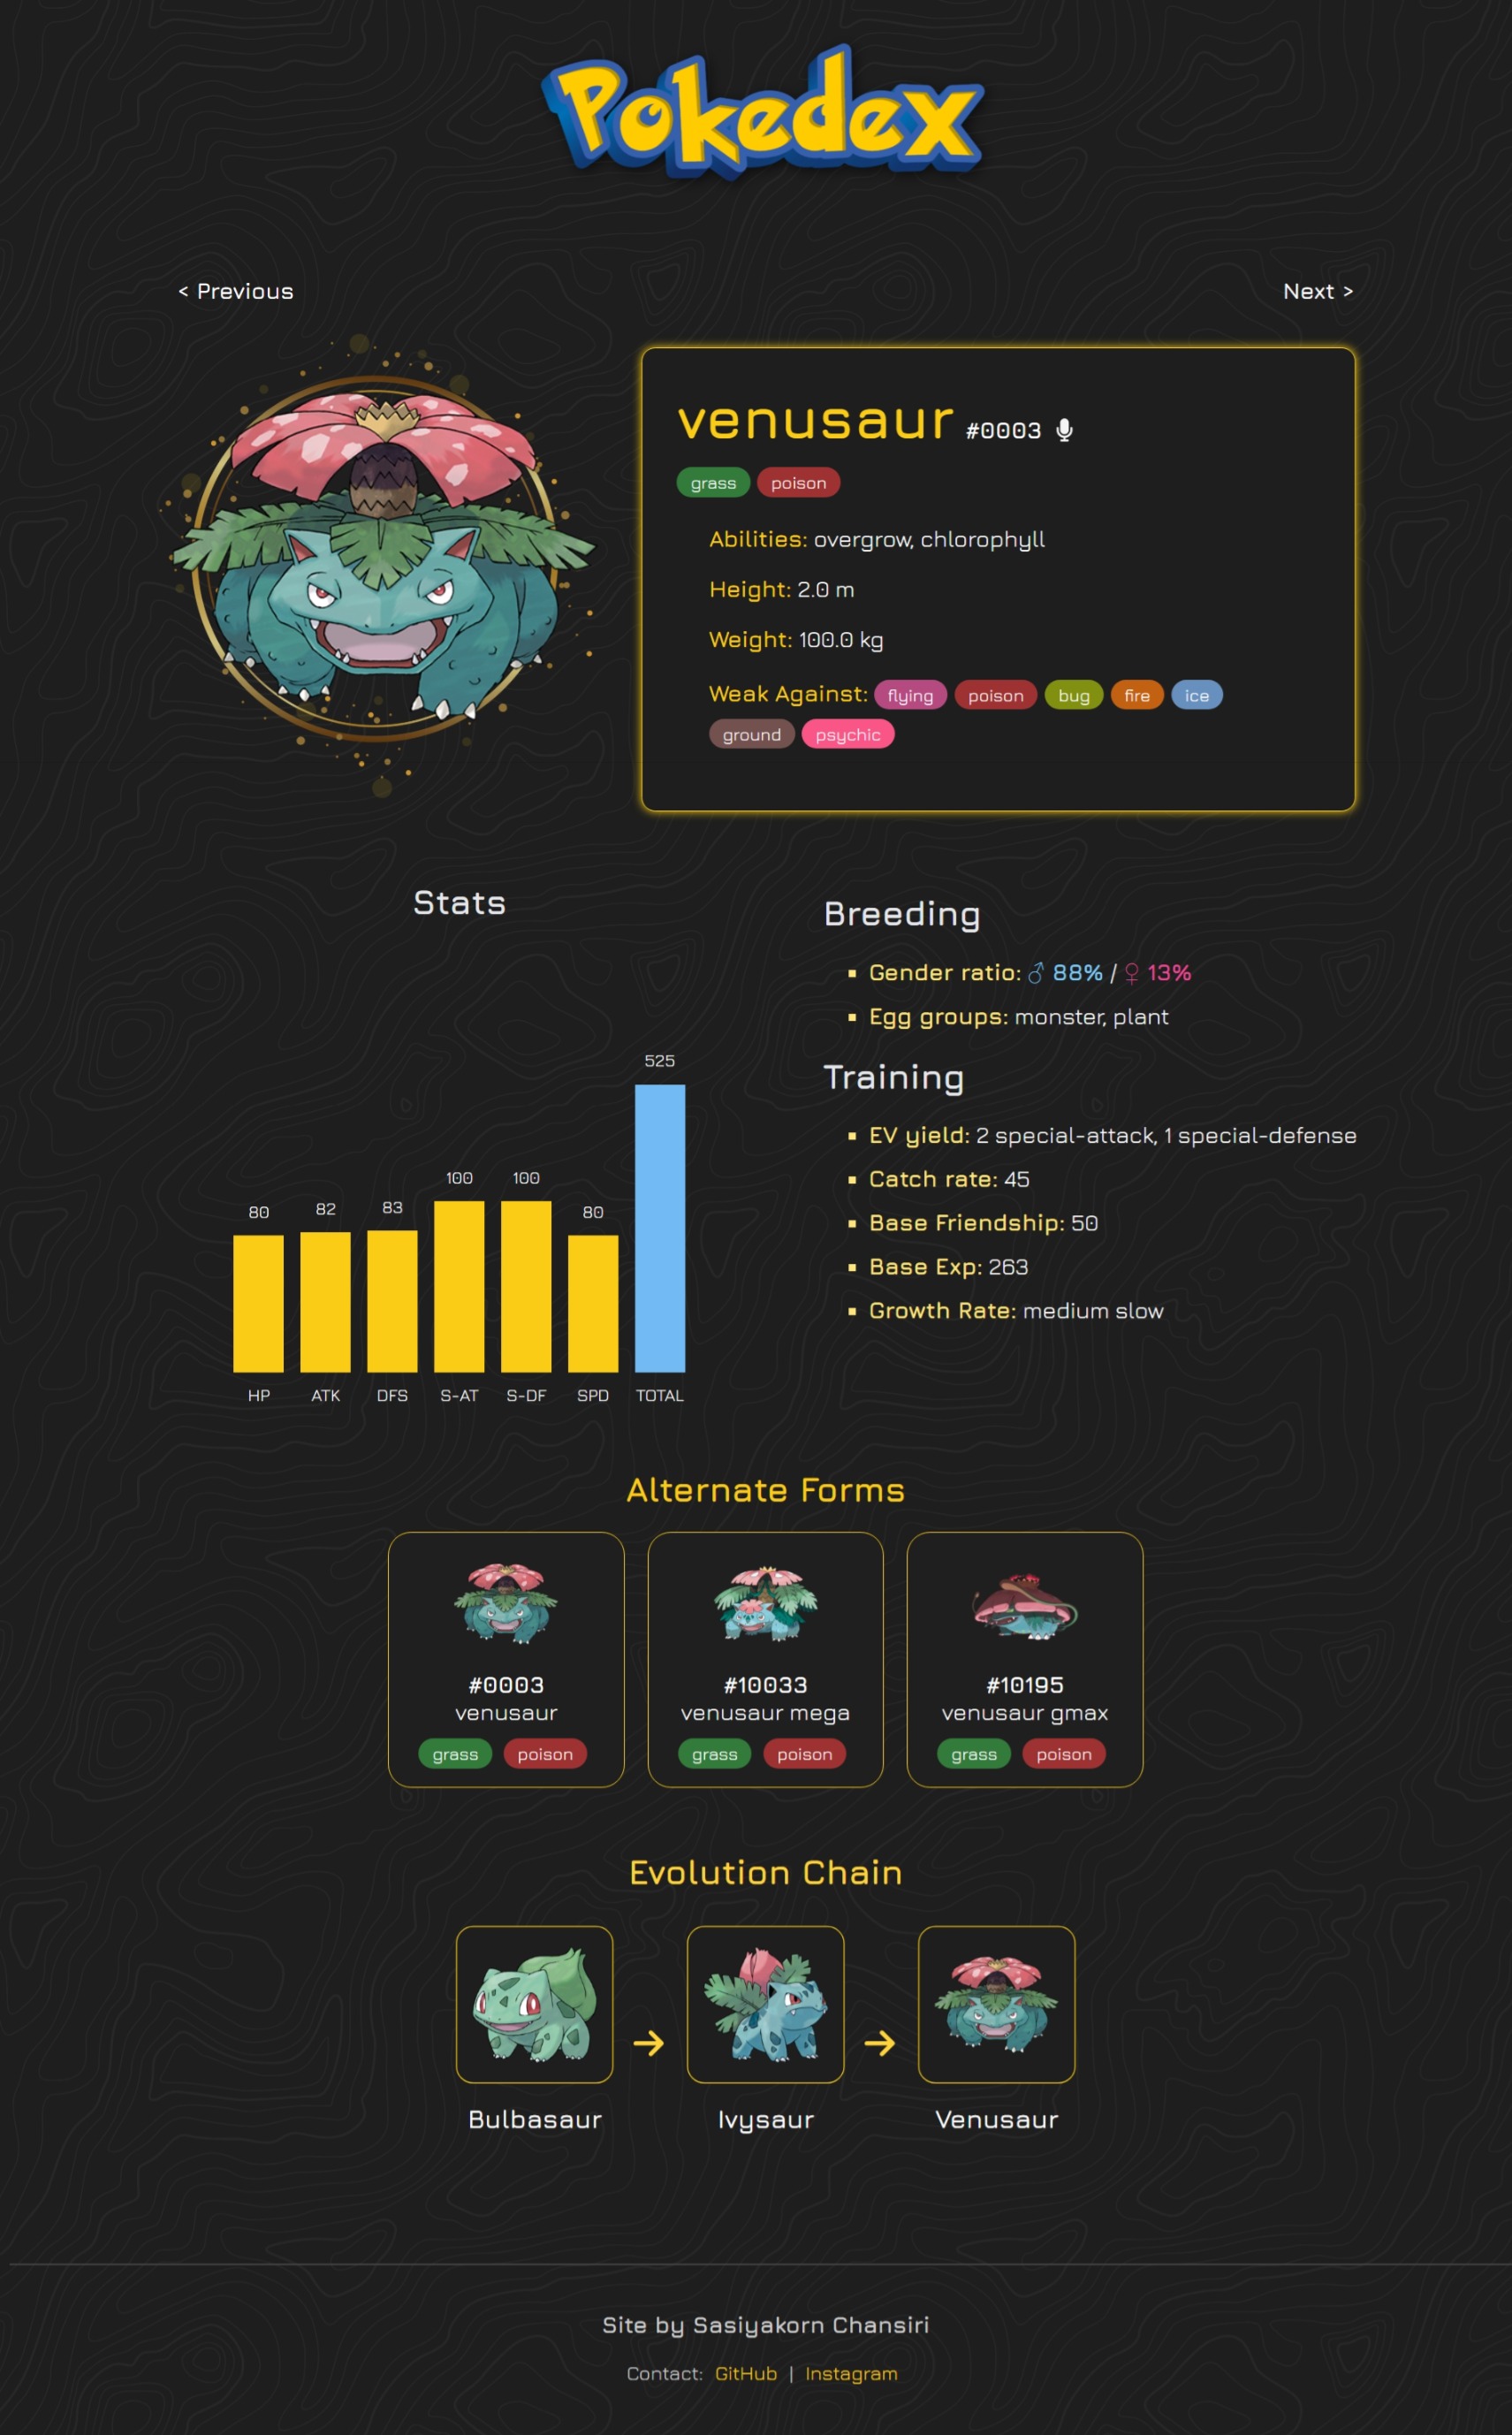 Pokedex
< Previous
Next >
venusaur #0003
grass poison
Abilities: overgrow, chlorophyll
Height: 2.0 m
Weight: 100.0 kg
Weak Against: flying poison bug fire ice
ground psychic
Stats
525
100 100
80 82 83 80
HP ATK DFS S-AT S-DF SPD TOTAL
Breeding
Gender ratio: ♂ 88% / ♀ 13%
Egg groups: monster, plant
Training
EV yield: 2 special-attack, 1 special-defense
Catch rate: 45
Base Friendship: 50
Base Exp: 263
Growth Rate: medium slow
Alternate Forms
#0003
venusaur
grass poison
#10033
venusaur mega
grass poison
#10195
venusaur gmax
grass poison
Evolution Chain
Bulbasaur
Ivysaur
Venusaur
Site by Sasiyakorn Chansiri
Contact: GitHub | Instagram